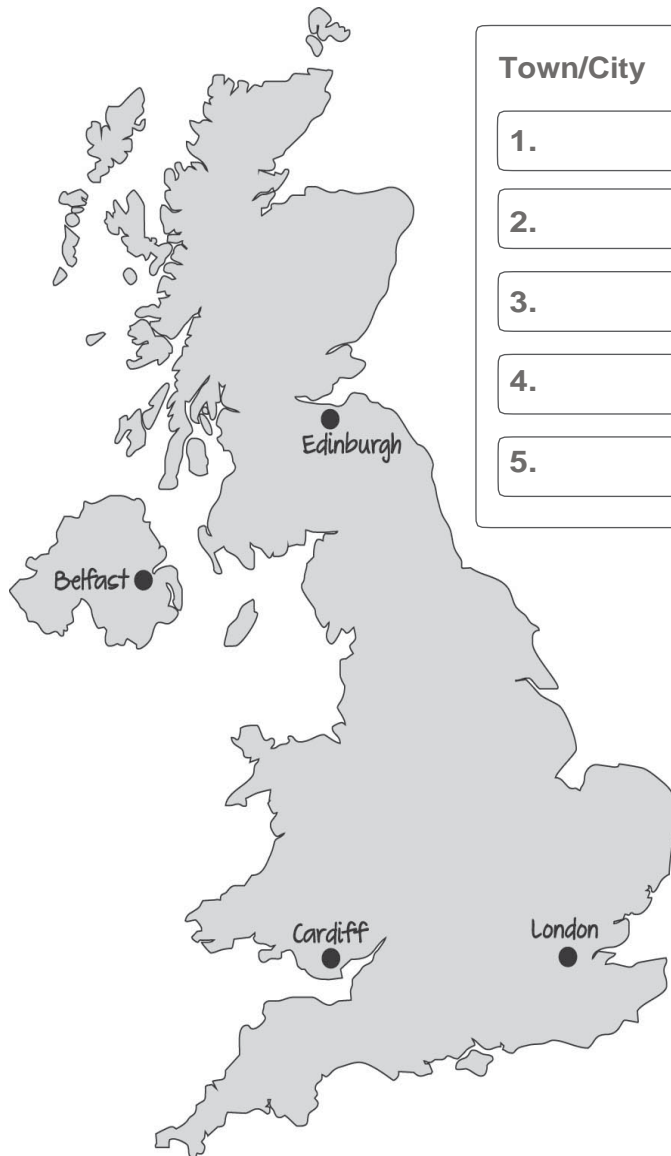 Town/City
1.
2.
3.
4.
5.
Edinburgh
Belfast
Cardiff
London